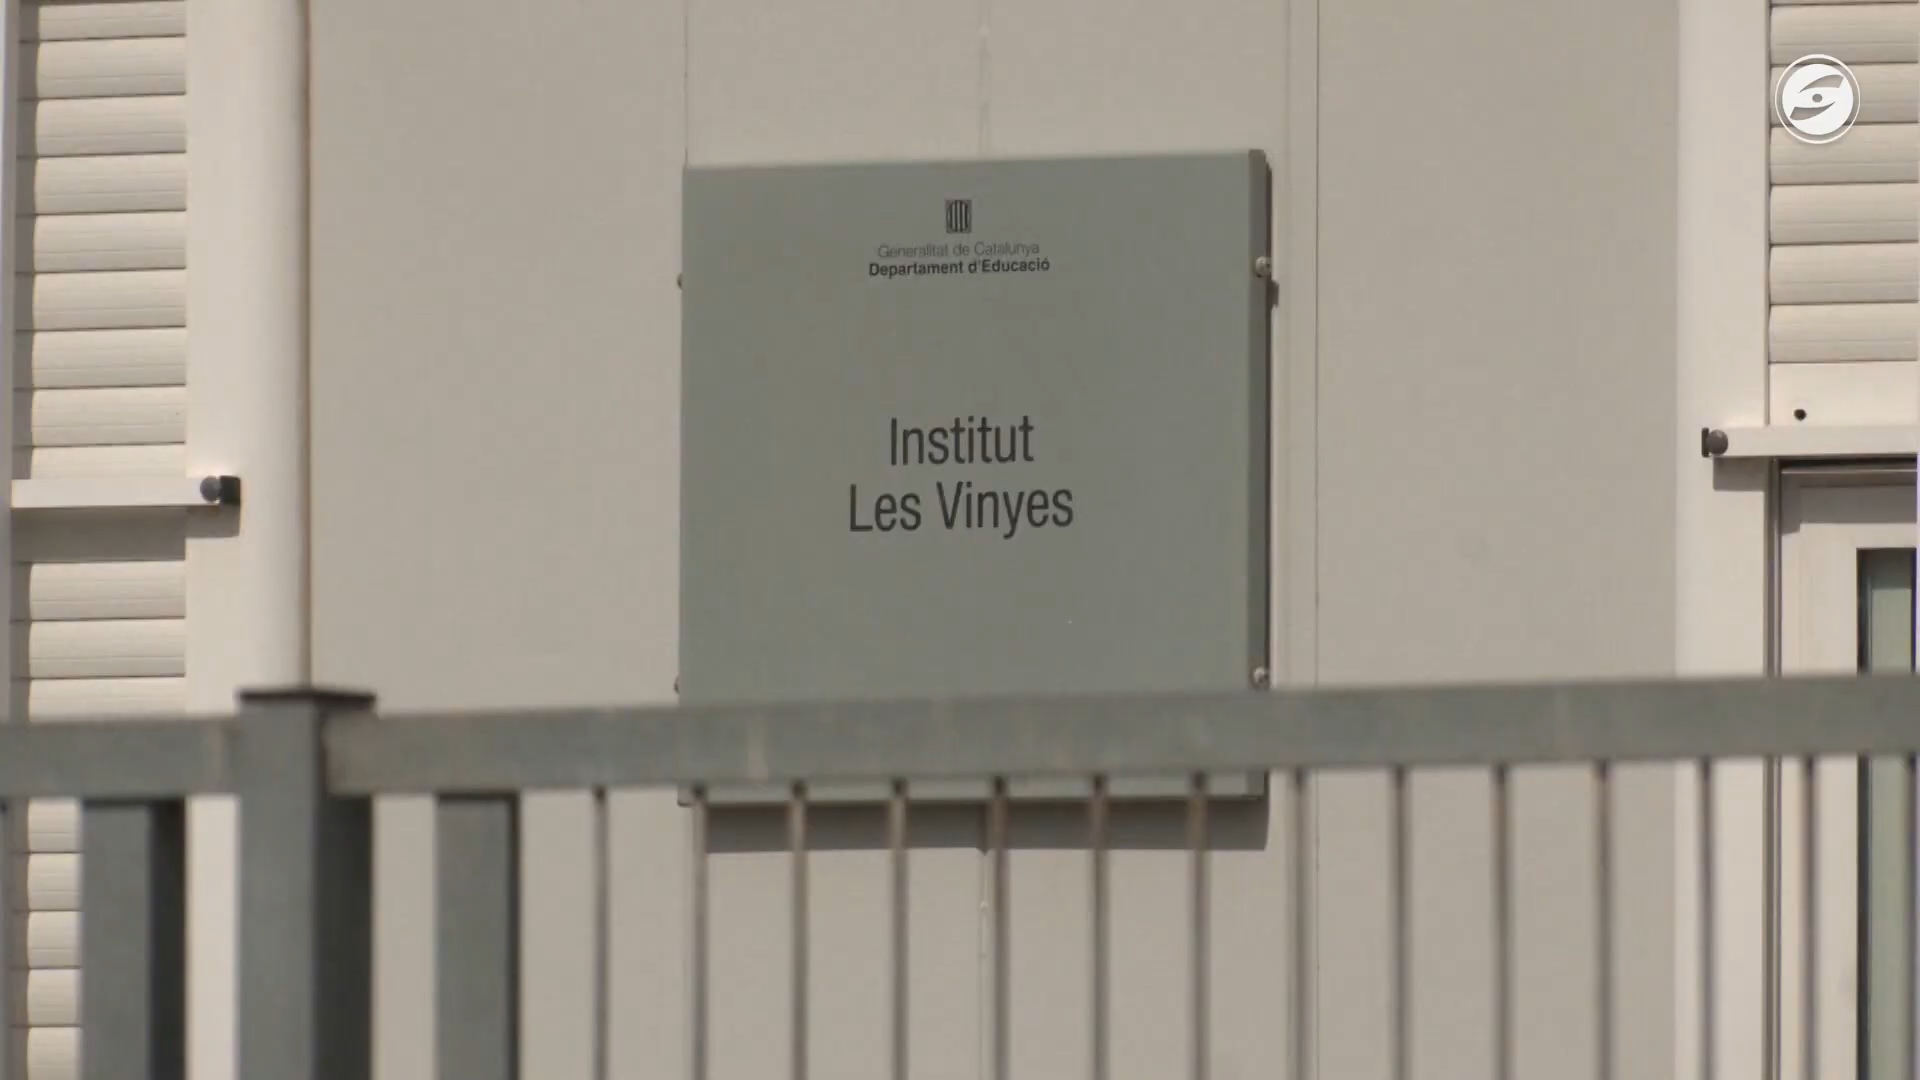 Generalitat de Catalunya
Departament d'Educació
Institut
Les Vinyes